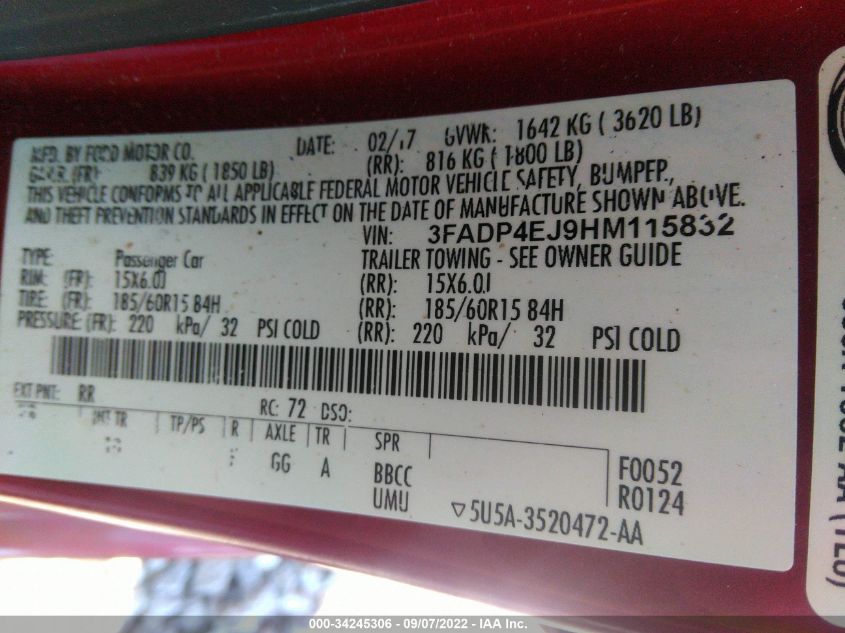 MFD. BY FORD MOTOR CO. DATE: 02/17 GVWR: 1642 KG ( 3620 LB)
GAWR (FR): 839 KG ( 1850 LB) (RR): 816 KG ( 1800 LB)
THIS VEHICLE CONFORMS TO ALL APPLICABLE FEDERAL MOTOR VEHICLE SAFETY, BUMPER,
AND THEFT PREVENTION STANDARDS IN EFFECT ON THE DATE OF MANUFACTURE SHOWN ABOVE.
VIN: 3FADP4EJ9HM115832
TYPE: Passenger Car TRAILER TOWING - SEE OWNER GUIDE
RIM: 15X6.0J (RR): 15X6.0J
TIRE: 185/60R15 84H (RR): 185/60R15 84H
PRESSURE (FR): 220 kPa/ 32 PSI COLD (RR): 220 kPa/ 32 PSI COLD
EXT PNT: RR RC: 72 DSO:
INT TR TP/PS R AXLE TR SPR
GG A BBCC F0052
UMU R0124
▽5U5A-3520472-AA
000-34245306 - 09/07/2022 - IAA Inc.